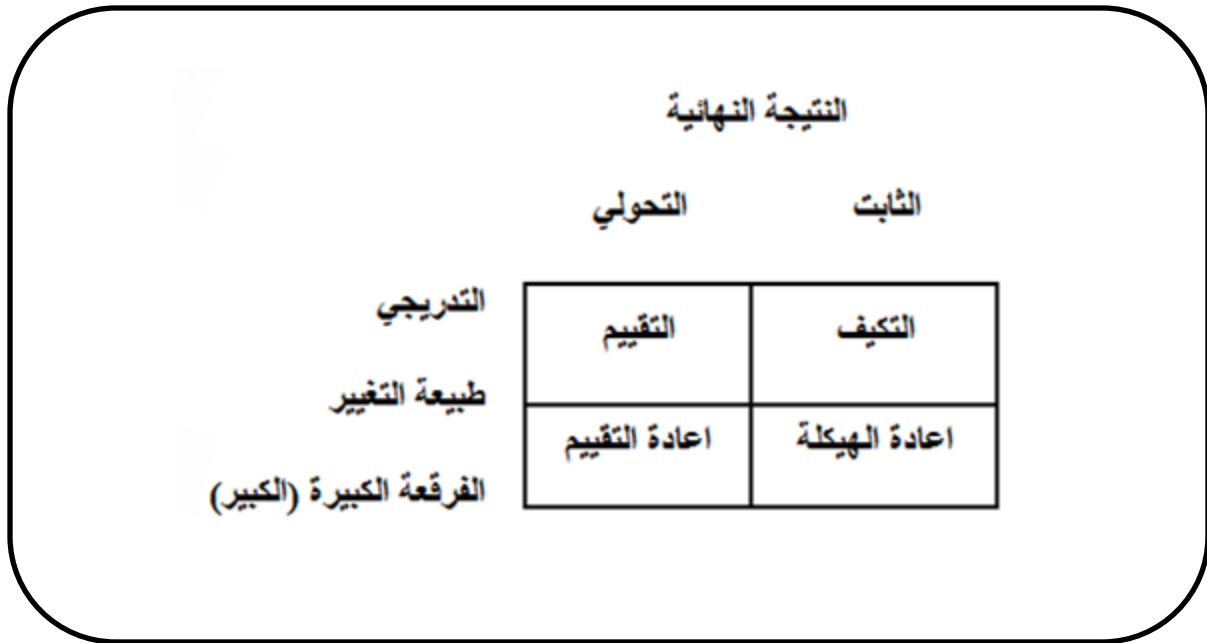 النتيجة النهائية
الثابت التحولي
التدريجي
التكيف التقييم
طبيعة التغيير
اعادة الهيكلة اعادة التقييم
الفرقعة الكبيرة (الكبير)